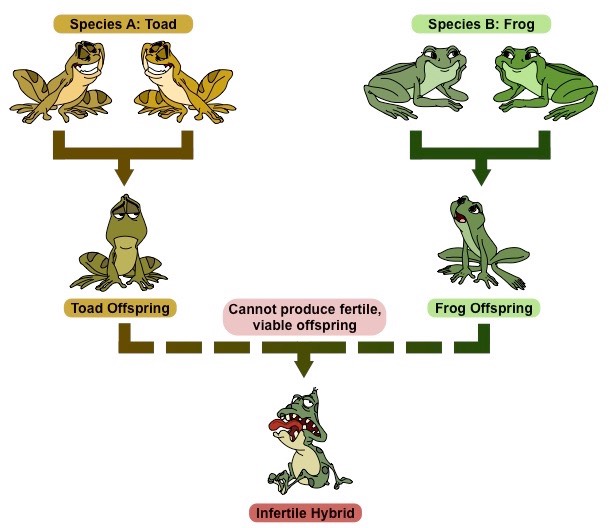 Species A: Toad
Species B: Frog
Toad Offspring
Cannot produce fertile,
viable offspring
Frog Offspring
Infertile Hybrid